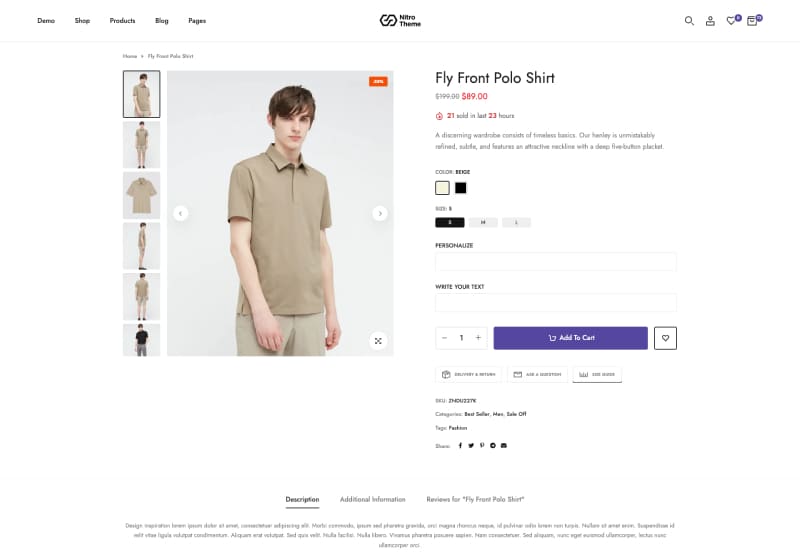 Demo Shop Products Blog Pages
Nitro
Theme
Home > Fly Front Polo Shirt
Fly Front Polo Shirt
$199.00 $89.00
21 sold in last 23 hours
A discerning wardrobe consists of timeless basics. Our henley is unmistakably
refined, subtle, and features an attractive neckline with a deep five-button placket.
COLOR: BEIGE
SIZE: S
S M L
PERSONALIZE
WRITE YOUR TEXT
− 1 + Add To Cart
DELIVERY & RETURN ASK A QUESTION SIZE GUIDE
SKU: ZNDU227K
Categories: Best Seller, Men, Sale Off
Tags: Fashion
Share:
Description Additional Information Reviews for "Fly Front Polo Shirt"
Design inspiration lorem ipsum dolor sit amet, consectetuer adipiscing elit. Morbi commodo, ipsum sed pharetra gravida, orci magna rhoncus neque, id pulvinar odio lorem non turpis. Nullam sit amet enim. Suspendisse id
velit vitae ligula volutpat condimentum. Aliquam erat volutpat. Sed quis velit. Nulla facilisi. Nulla libero. Vivamus pharetra posuere sapien. Nam consectetuer. Sed aliquam, nunc eget euismod ullamcorper, lectus nunc
ullamcorper orci